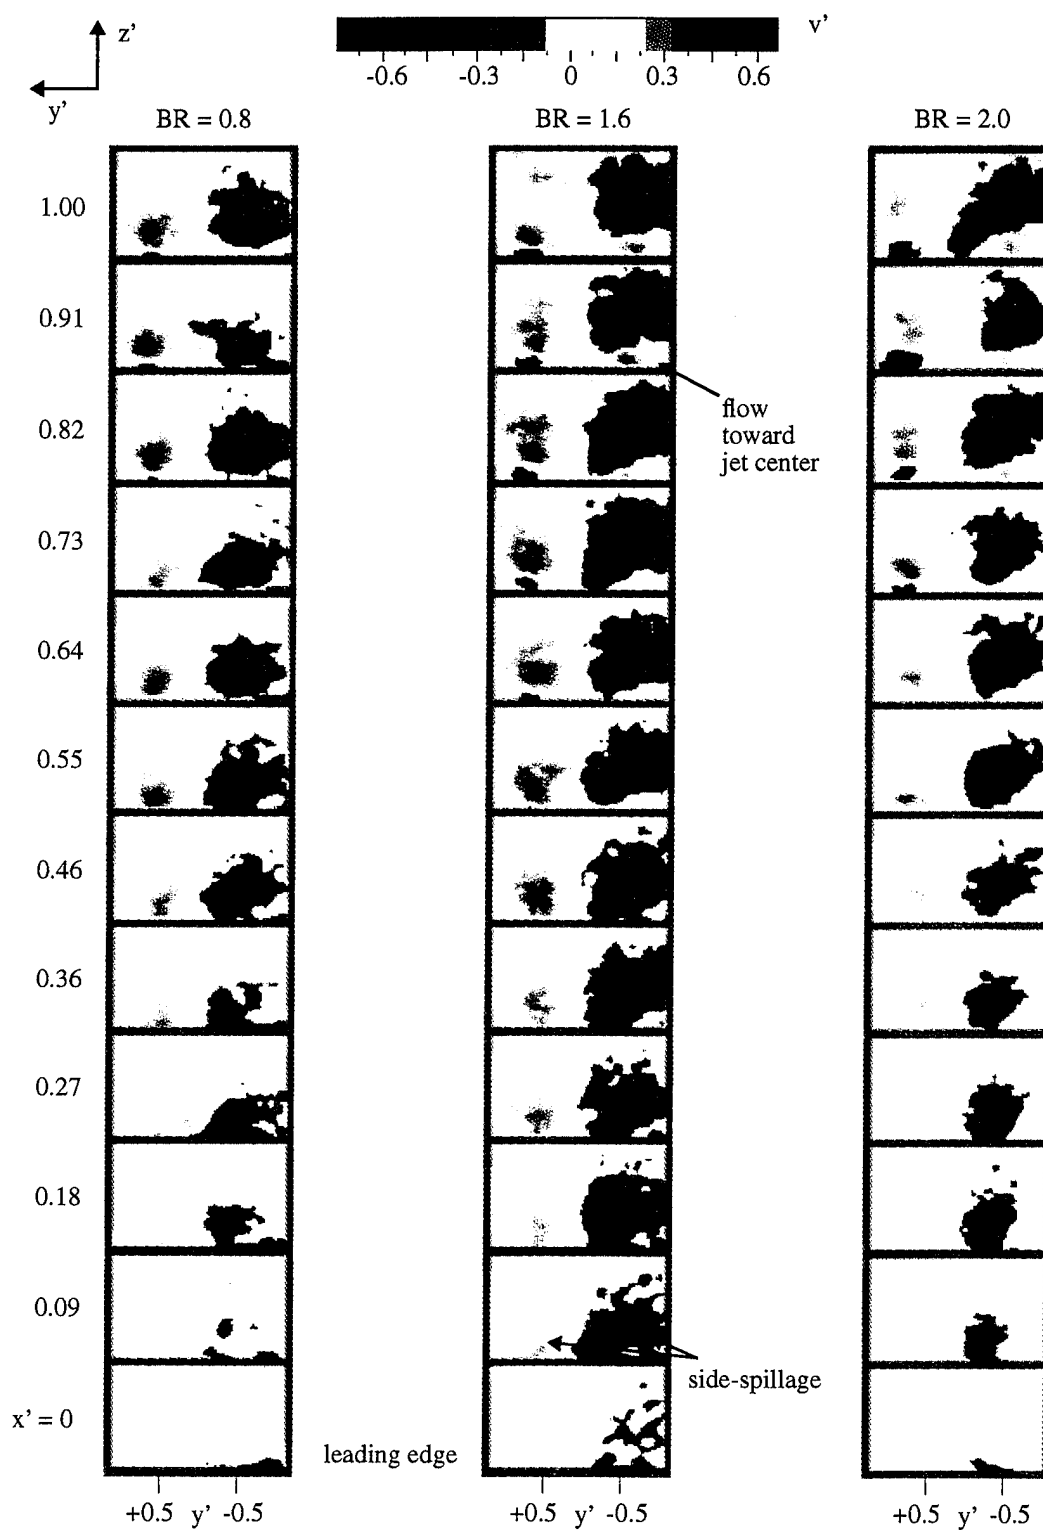 z'
v'
-0.6 -0.3 0 0.3 0.6
y'
BR = 0.8 BR = 1.6 BR = 2.0
1.00
0.91
0.82
flow
toward
jet center
0.73
0.64
0.55
0.46
0.36
0.27
0.18
0.09
side-spillage
x' = 0
leading edge
+0.5 y' -0.5 +0.5 y' -0.5 +0.5 y' -0.5